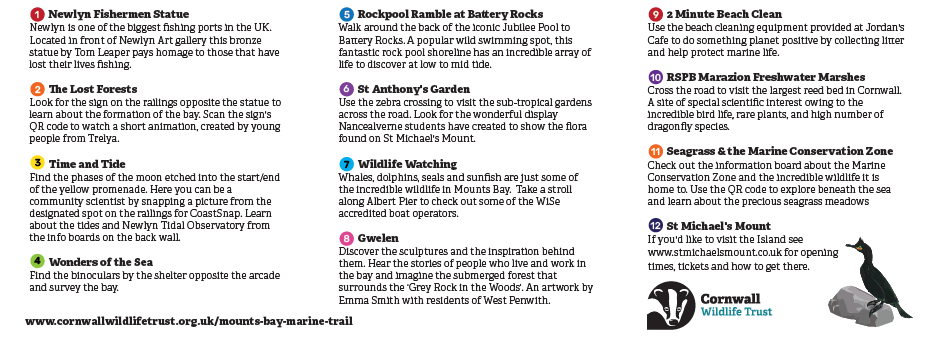 1 Newlyn Fishermen Statue
Newlyn is one of the biggest fishing ports in the UK.
Located in front of Newlyn Art gallery this bronze
statue by Tom Leaper pays homage to those that have
lost their lives fishing.
2 The Lost Forests
Look for the sign on the railings opposite the statue to
learn about the formation of the bay. Scan the sign's
QR code to watch a short animation, created by young
people from Trelya.
3 Time and Tide
Find the phases of the moon etched into the start/end
of the yellow promenade. Here you can be a
community scientist by snapping a picture from the
designated spot on the railings for CoastSnap. Learn
about the tides and Newlyn Tidal Observatory from
the info boards on the back wall.
4 Wonders of the Sea
Find the binoculars by the shelter opposite the arcade
and survey the bay.
www.cornwallwildlifetrust.org.uk/mounts-bay-marine-trail
5 Rockpool Ramble at Battery Rocks
Walk around the back of the iconic Jubilee Pool to
Battery Rocks. A popular wild swimming spot, this
fantastic rock pool shoreline has an incredible array of
life to discover at low to mid tide.
6 St Anthony's Garden
Use the zebra crossing to visit the sub-tropical gardens
across the road. Look for the wonderful display
Nancealverne students have created to show the flora
found on St Michael's Mount.
7 Wildlife Watching
Whales, dolphins, seals and sunfish are just some of
the incredible wildlife in Mounts Bay. Take a stroll
along Albert Pier to check out some of the WiSe
accredited boat operators.
8 Gwelen
Discover the sculptures and the inspiration behind
them. Hear the stories of people who live and work in
the bay and imagine the submerged forest that
surrounds the 'Grey Rock in the Woods'. An artwork by
Emma Smith with residents of West Penwith.
9 2 Minute Beach Clean
Use the beach cleaning equipment provided at Jordan's
Cafe to do something planet positive by collecting litter
and help protect marine life.
10 RSPB Marazion Freshwater Marshes
Cross the road to visit the largest reed bed in Cornwall.
A site of special scientific interest owing to the
incredible bird life, rare plants, and high number of
dragonfly species.
11 Seagrass & the Marine Conservation Zone
Check out the information board about the Marine
Conservation Zone and the incredible wildlife it is
home to. Use the QR code to explore beneath the sea
and learn about the precious seagrass meadows
12 St Michael's Mount
If you'd like to visit the Island see
www.stmichaelsmount.co.uk for opening
times, tickets and how to get there.
Cornwall
Wildlife Trust